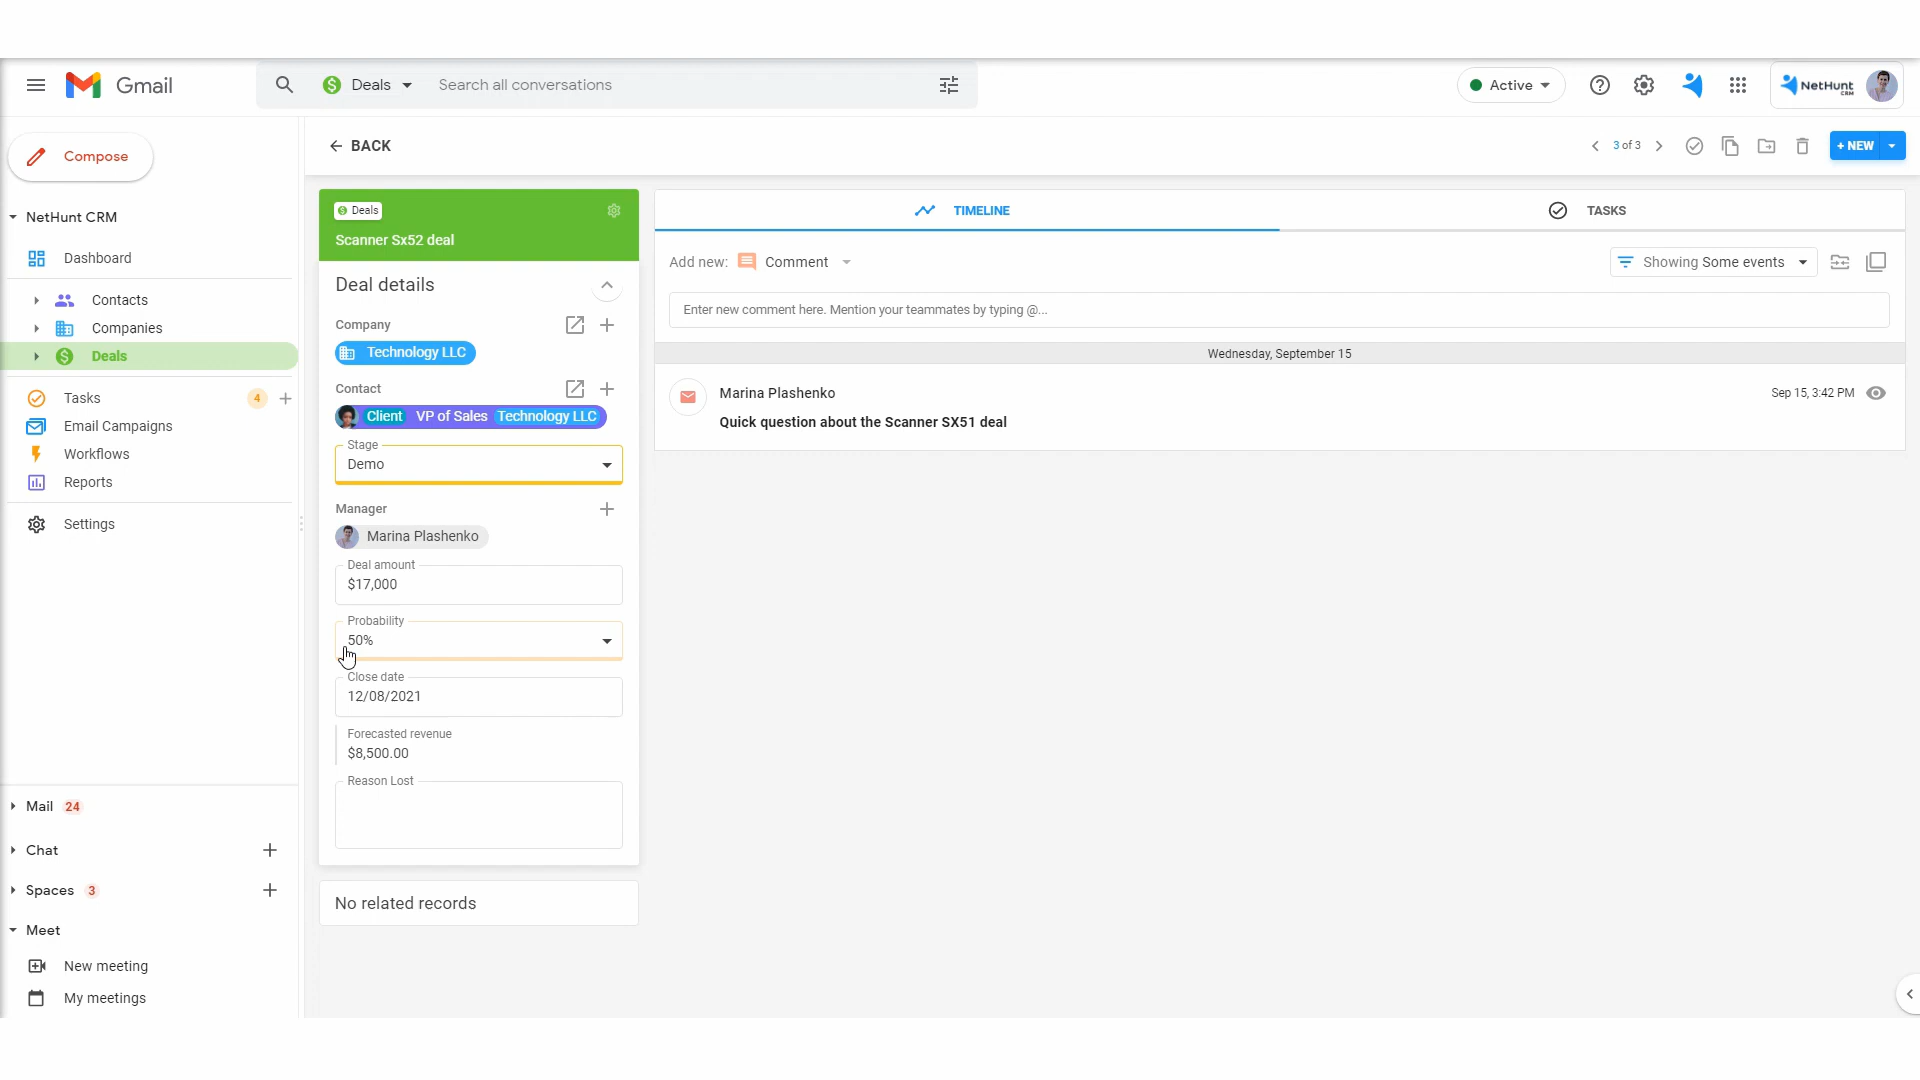 Gmail
Deals
Search all conversations
Active
NetHunt
CRM
Compose
BACK
3 of 3
+ NEW
NetHunt CRM
Dashboard
Contacts
Companies
Deals
Tasks
4
Email Campaigns
Workflows
Reports
Settings
Mail 24
Chat
Spaces 3
Meet
New meeting
My meetings
Deals
Scanner Sx52 deal
Deal details
Company
Technology LLC
Contact
Client VP of Sales Technology LLC
Stage
Demo
Manager
Marina Plashenko
Deal amount
$17,000
Probability
50%
Close date
12/08/2021
Forecasted revenue
$8,500.00
Reason Lost
No related records
TIMELINE
TASKS
Add new: Comment
Showing Some events
Enter new comment here. Mention your teammates by typing @...
Wednesday, September 15
Marina Plashenko
Sep 15, 3:42 PM
Quick question about the Scanner SX51 deal